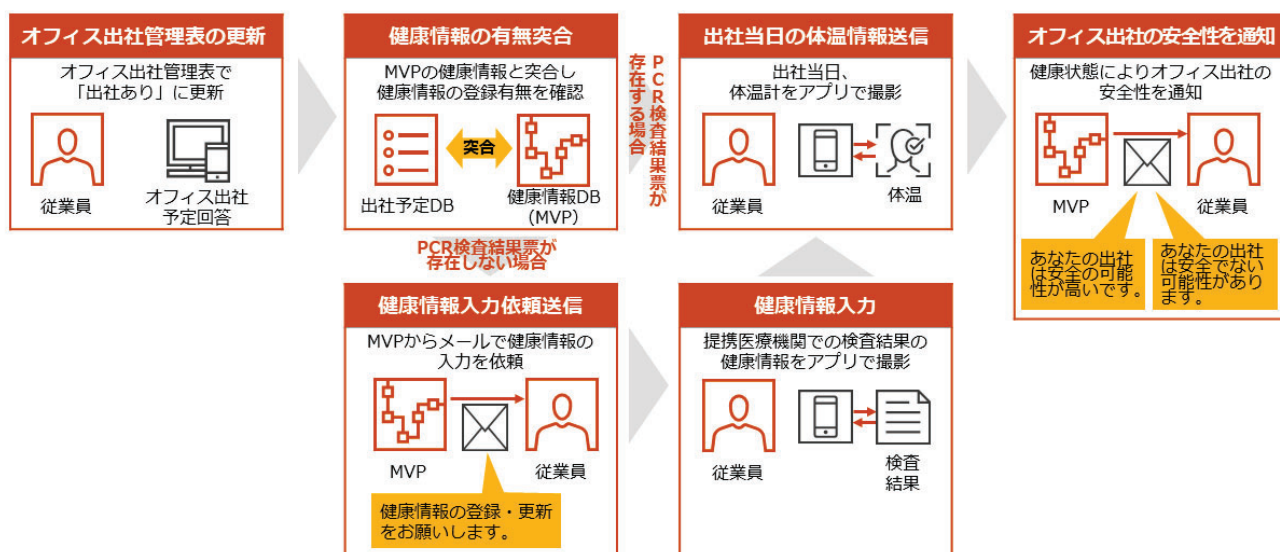 オフィス出社管理表の更新
オフィス出社管理表で
「出社あり」に更新
従業員
オフィス出社
予定回答
健康情報の有無突合
MVPの健康情報と突合し
健康情報の登録有無を確認
突合
出社予定DB
健康情報DB
(MVP)
PCR検査結果票が
存在する場合
出社当日の体温情報送信
出社当日、
体温計をアプリで撮影
従業員
体温
オフィス出社の安全性を通知
健康状態によりオフィス出社の
安全性を通知
MVP
従業員
あなたの出社
は安全の可能
性が高いです。
あなたの出社
は安全でない
可能性があり
ます。
PCR検査結果票が
存在しない場合
健康情報入力依頼送信
MVPからメールで健康情報の
入力を依頼
MVP
従業員
健康情報の登録・更新
をお願いします。
健康情報入力
提携医療機関での検査結果の
健康情報をアプリで撮影
従業員
検査
結果